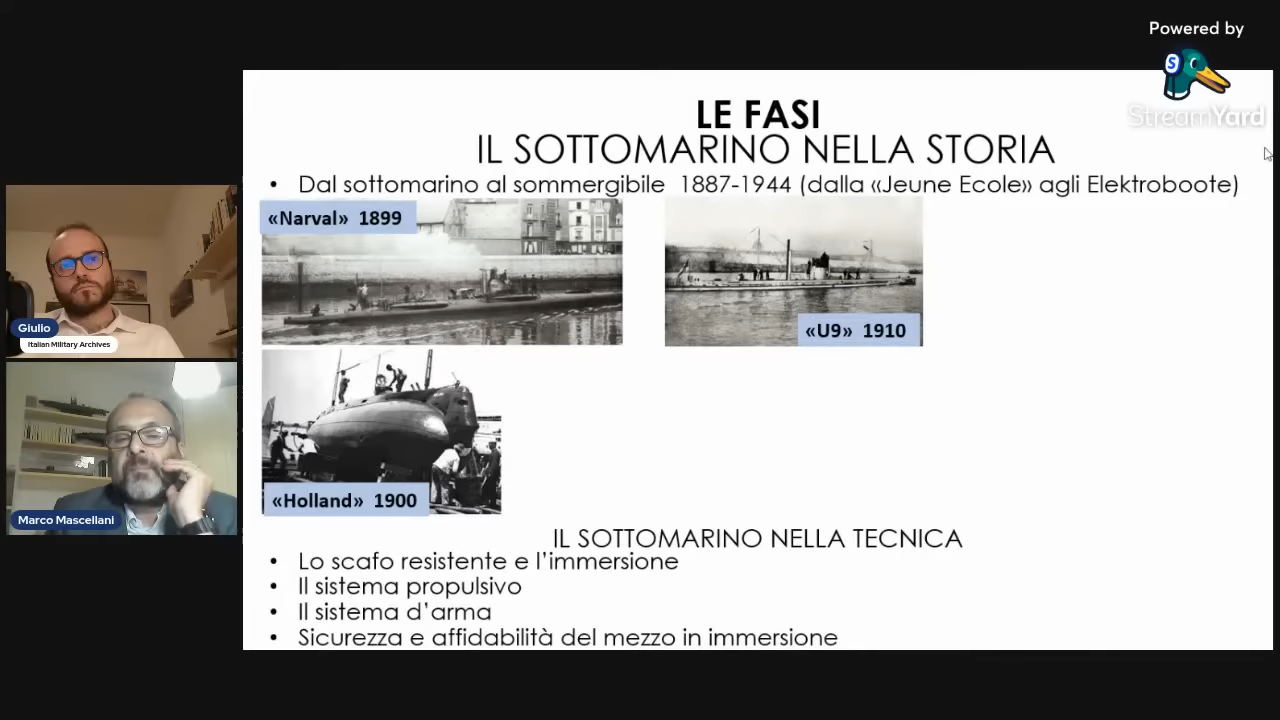 Powered by
StreamYard
LE FASI
IL SOTTOMARINO NELLA STORIA
• Dal sottomarino al sommergibile 1887-1944 (dalla «Jeune Ecole» agli Elektroboote)
«Narval» 1899
«U9» 1910
«Holland» 1900
IL SOTTOMARINO NELLA TECNICA
• Lo scafo resistente e l’immersione
• Il sistema propulsivo
• Il sistema d’arma
• Sicurezza e affidabilità del mezzo in immersione
Giulio
Italian Military Archives
Marco Mascellani